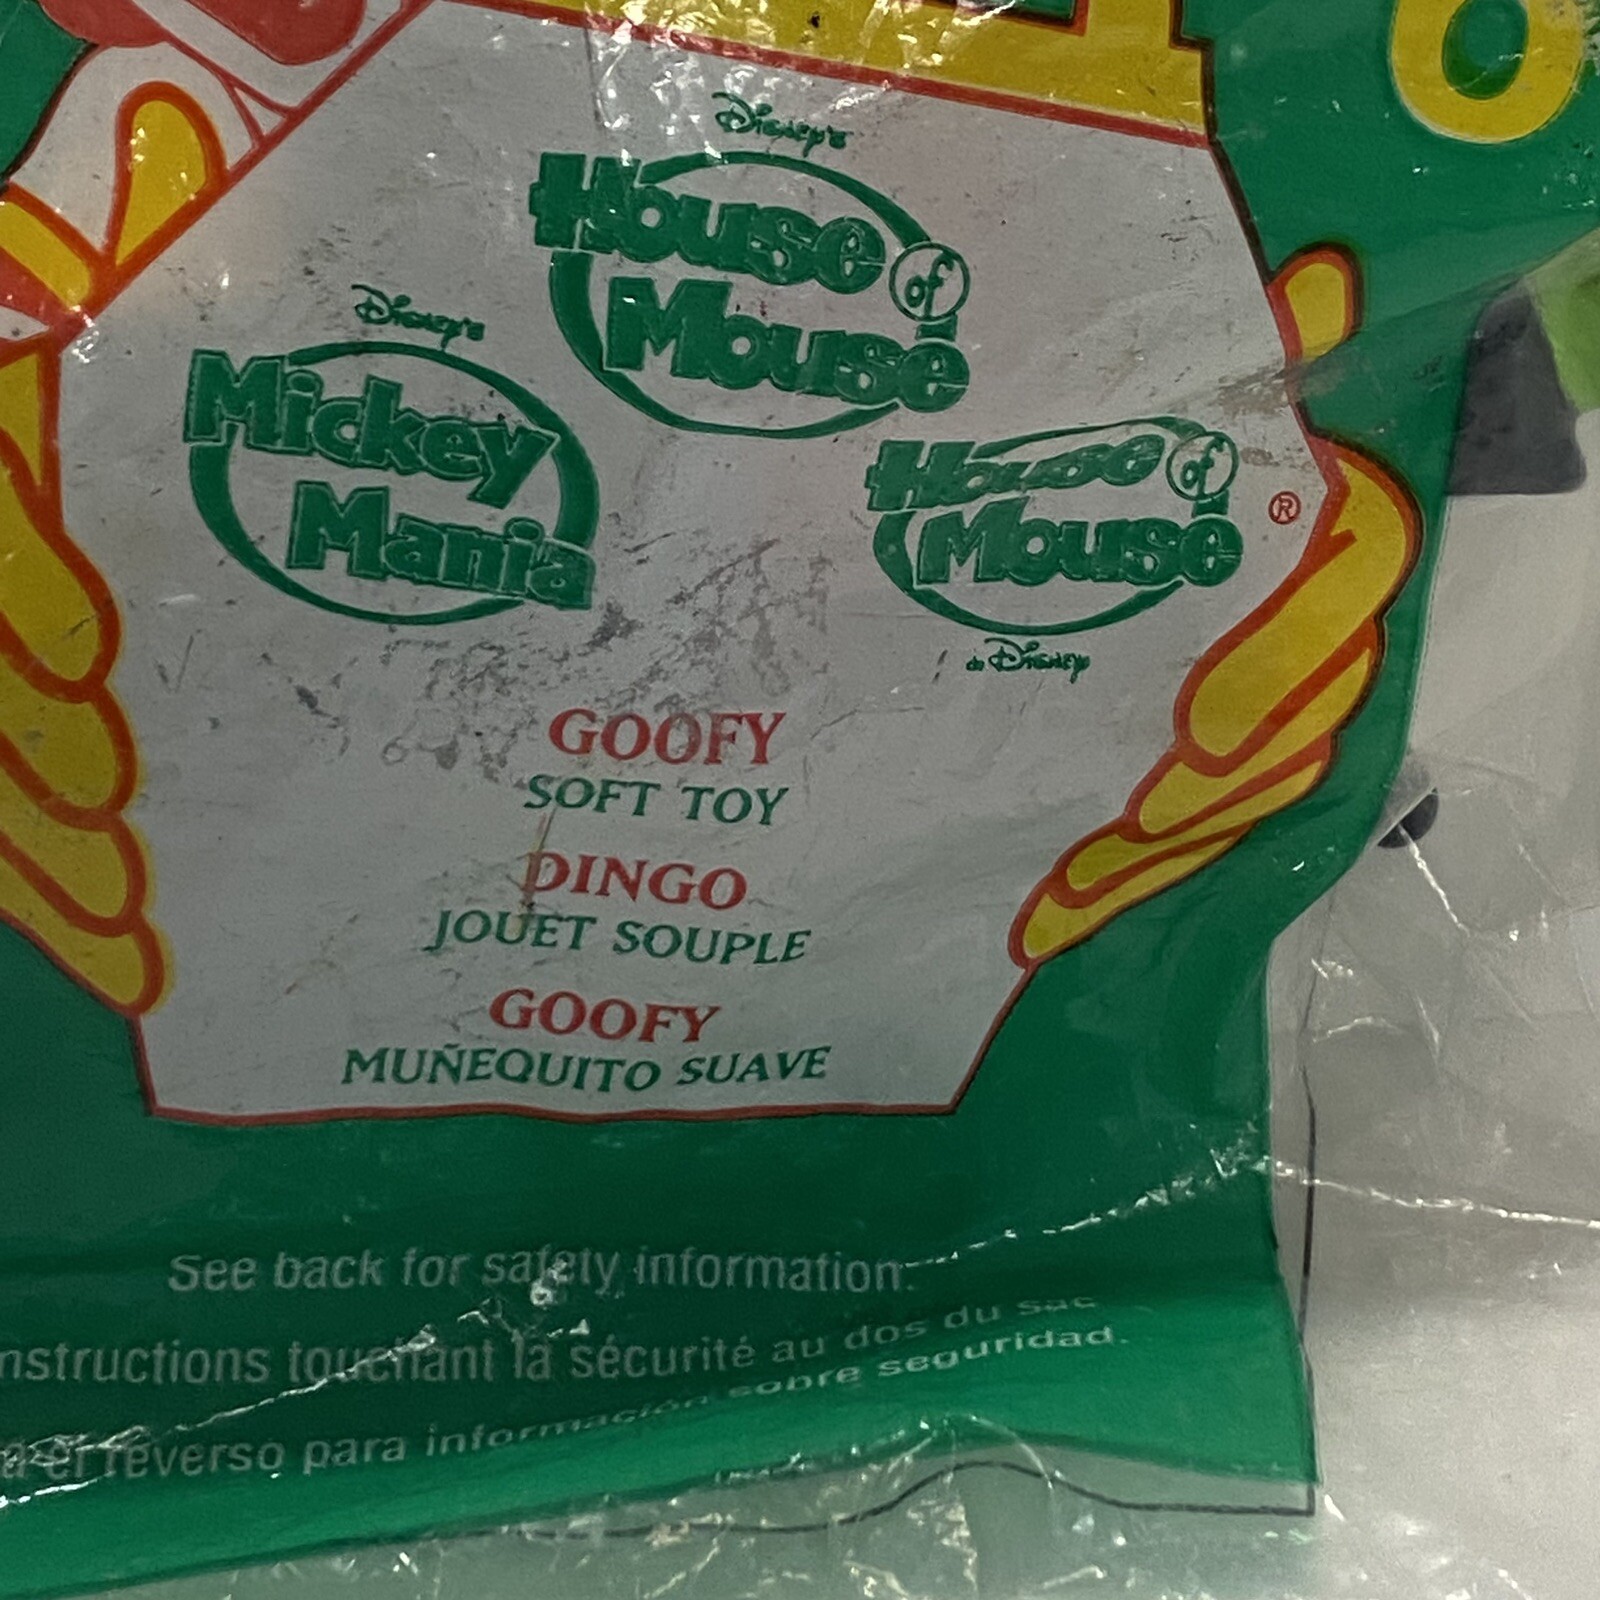 Disney's
House of
Mouse
Disney's
Mickey
Mania
House of
Mouse ®
de Disney
GOOFY
SOFT TOY
DINGO
JOUET SOUPLE
GOOFY
MUÑEQUITO SUAVE
See back for safety information.
nstructions touchant la sécurité au dos du sac
el reverso para información sobre seguridad.